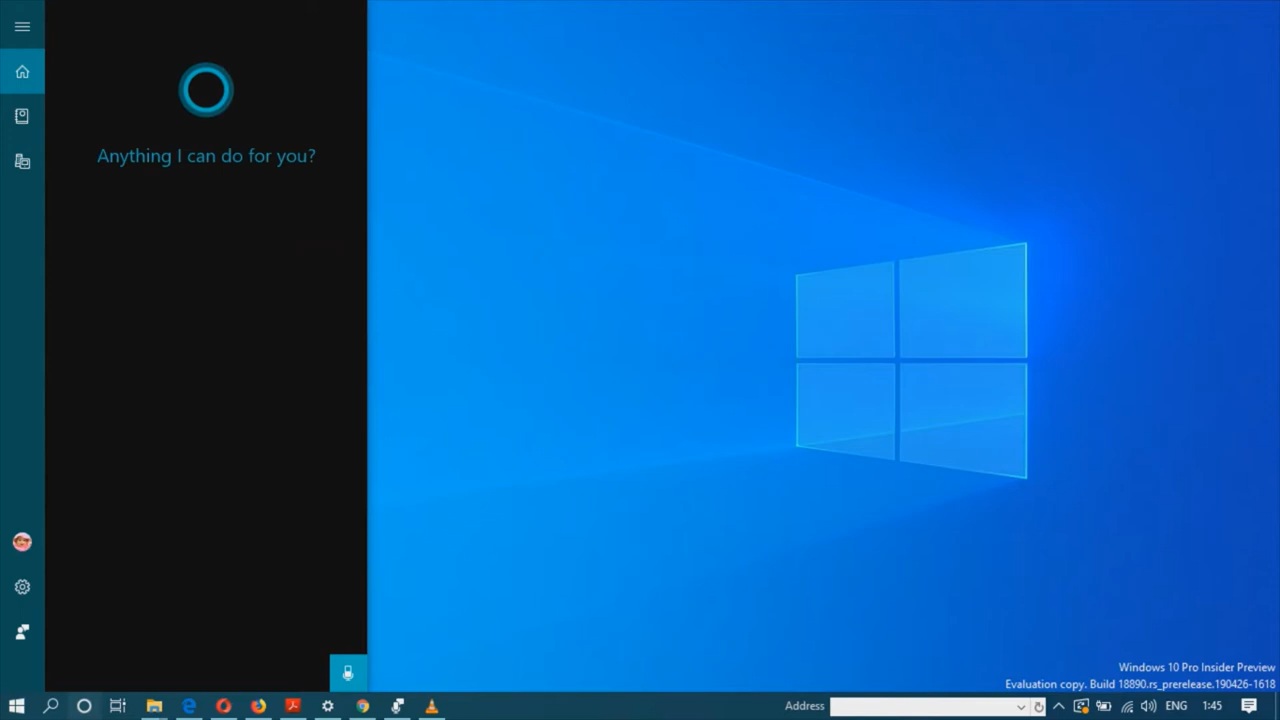 Anything I can do for you?
Windows 10 Pro Insider Preview
Evaluation copy. Build 18890.rs_prerelease.190426-1618
Address
ENG
1:45